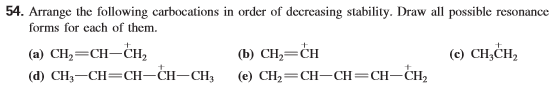 54. Arrange the following carbocations in order of decreasing stability. Draw all possible resonance
forms for each of them.
(a) CH₂=CH—C⁺H₂ (b) CH₂=C⁺H (c) CH₃C⁺H₂
(d) CH₃—CH=CH—C⁺H—CH₃ (e) CH₂=CH—CH=CH—C⁺H₂